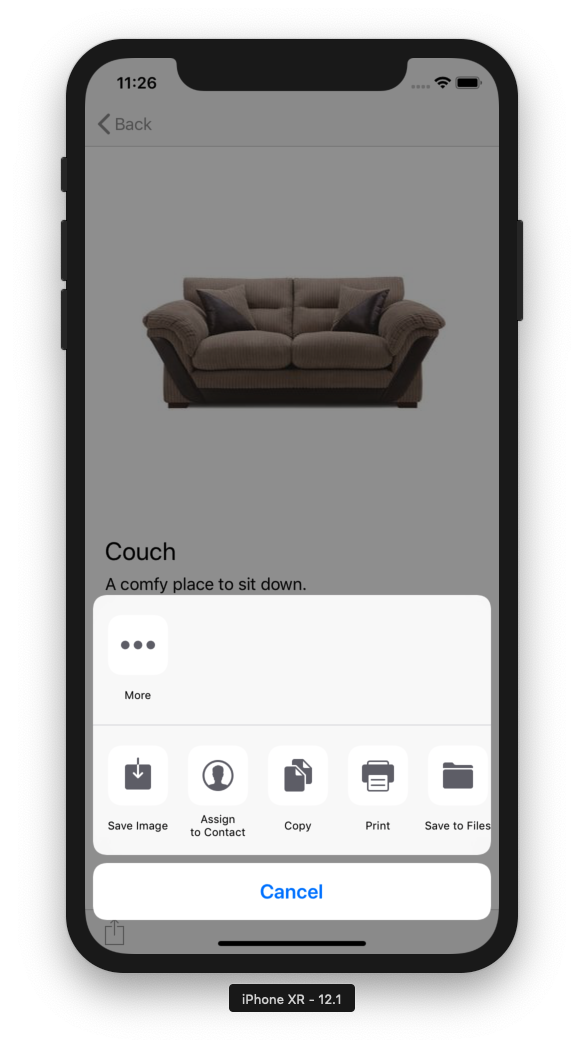 11:26
Back
Couch
A comfy place to sit down.
More
Save Image
Assign
to Contact
Copy
Print
Save to Files
Cancel
iPhone XR - 12.1